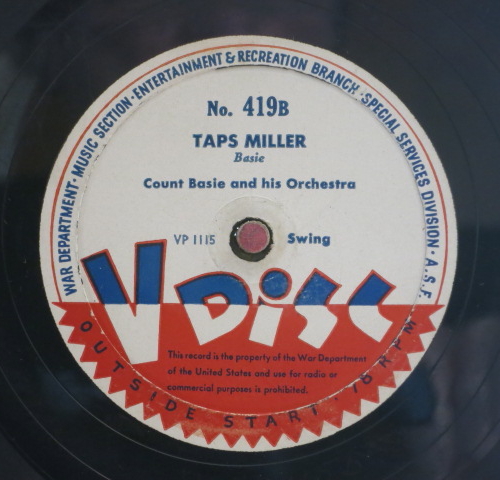 WAR DEPARTMENT · MUSIC SECTION · ENTERTAINMENT & RECREATION BRANCH · SPECIAL SERVICES DIVISION · A.S.F.
No. 419B
TAPS MILLER
Basie
Count Basie and his Orchestra
VP 1115 Swing
V DISC
This record is the property of the War Department
of the United States and use for radio or
commercial purposes is prohibited.
OUTSIDE START · 78 RPM